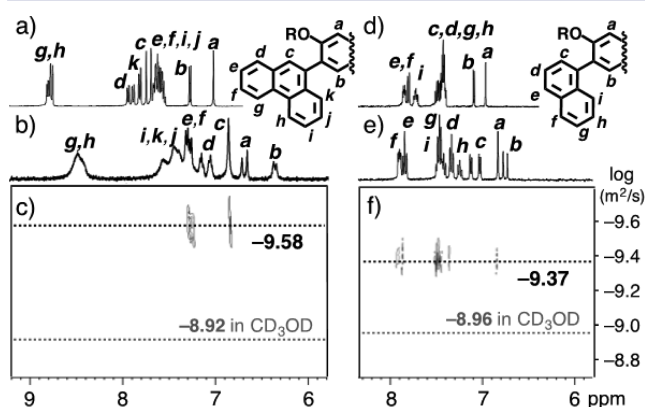 a)
g,h
c
e,f,i,j
a
d
k
b
RO
a
d
c
e
b
f
g
k
h
j
i
b)
g,h
i,k,j
e,f
d
c
a
b
c)
−9.58
−8.92 in CD₃OD
9
8
7
6
d)
c,d,g,h
a
e,f
i
b
RO
a
c
d
b
e
i
f
h
g
e)
f
e
i
g
d
h
c
a
b
log
(m²/s)
f)
−9.6
−9.4
−9.37
−9.2
−8.96 in CD₃OD
−9.0
−8.8
8
7
6
ppm